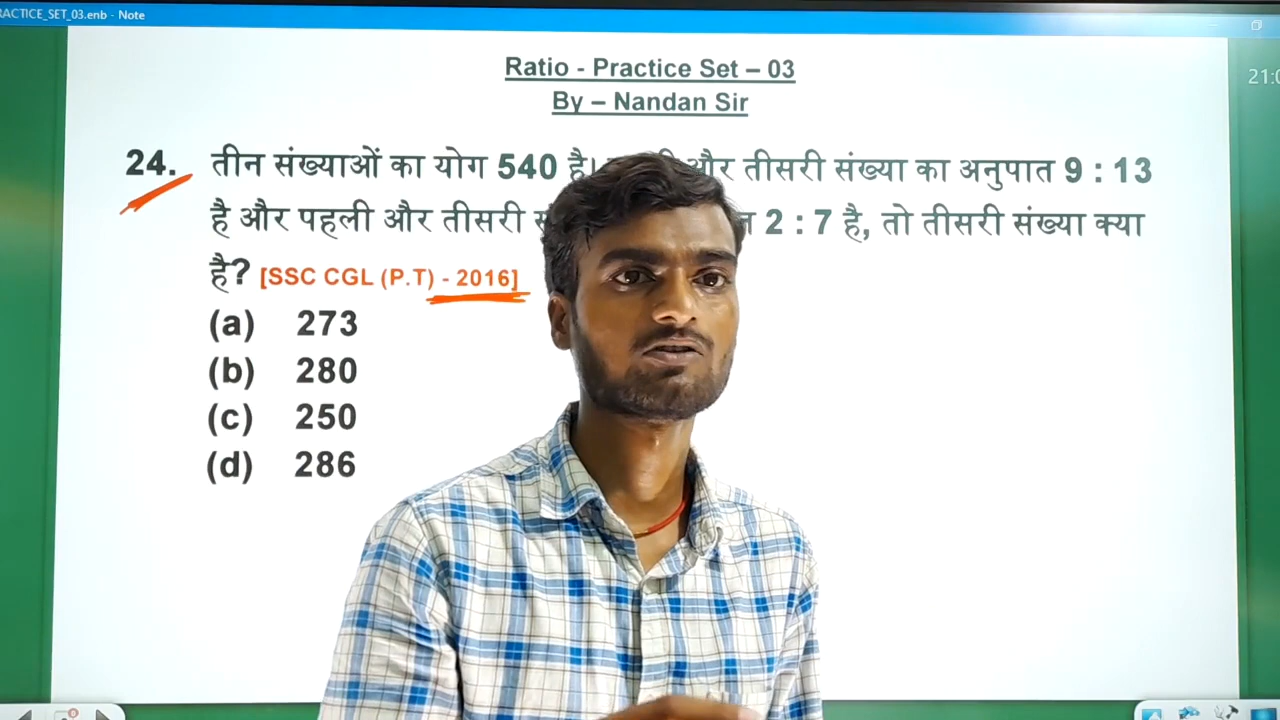 RACTICE_SET_03.enb - Note
Ratio - Practice Set – 03
21:0
By – Nandan Sir
24. तीन संख्याओं का योग 540 है। और तीसरी संख्या का अनुपात 9 : 13
है और पहली और तीसरी 2 : 7 है, तो तीसरी संख्या क्या
है? [SSC CGL (P.T) - 2016]
(a) 273
(b) 280
(c) 250
(d) 286